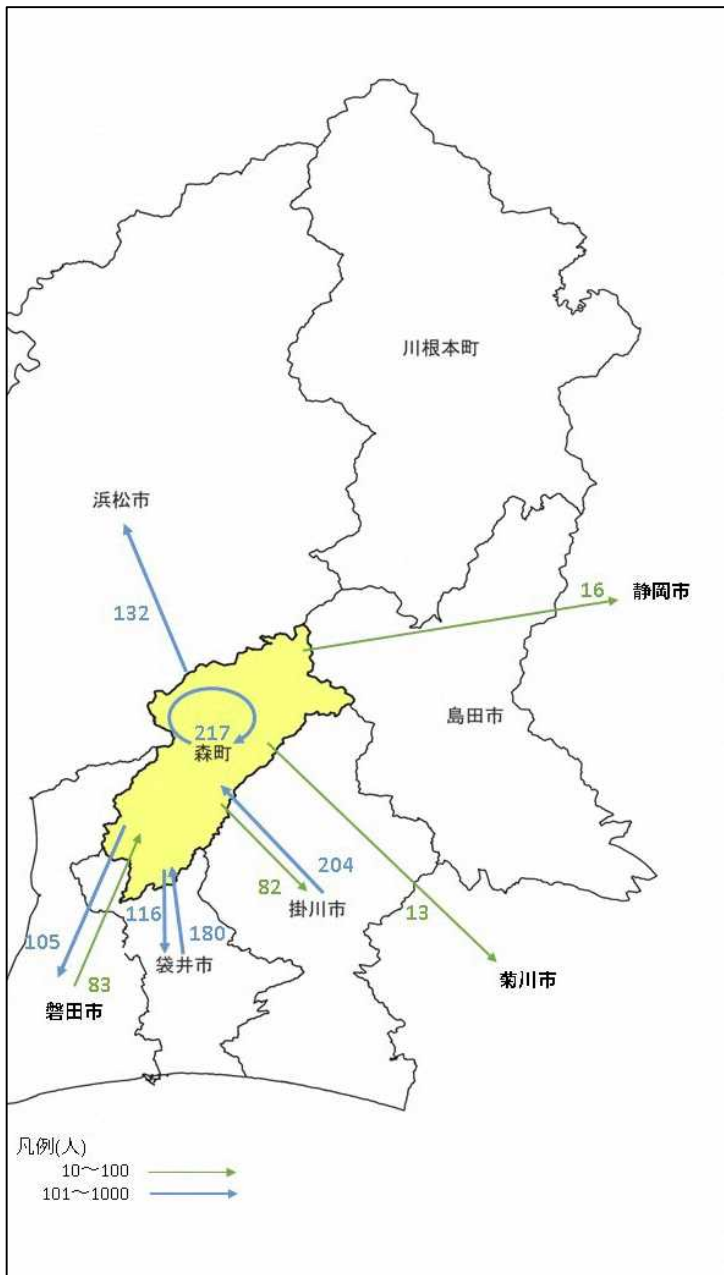 川根本町
浜松市
16
静岡市
132
島田市
217
森町
204
82
掛川市
13
116
180
105
袋井市
83
菊川市
磐田市
凡例(人)
10～100
101～1000